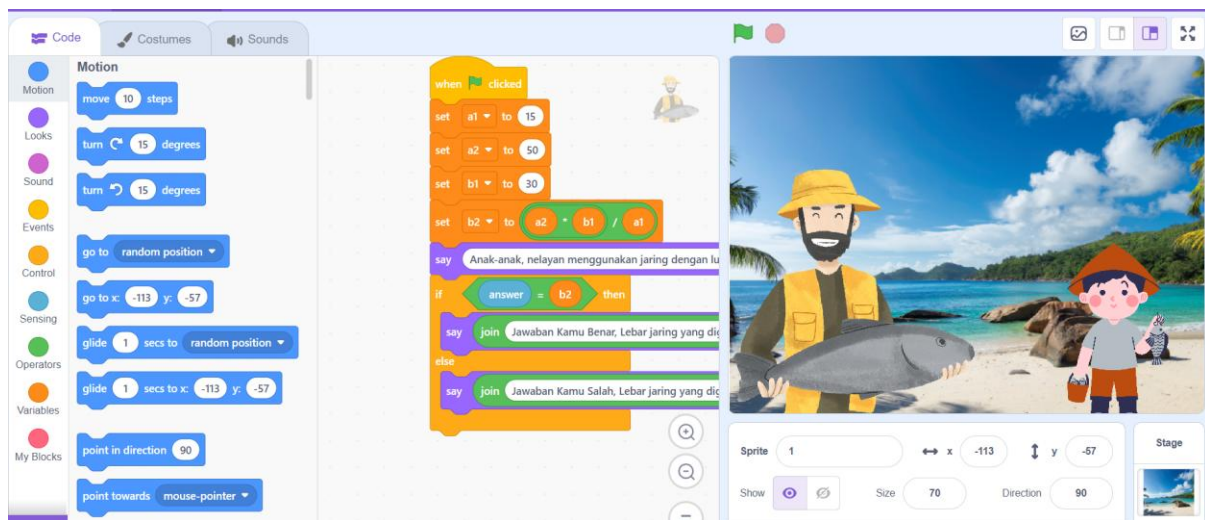 Code
Costumes
Sounds
Motion
Looks
Sound
Events
Control
Sensing
Operators
Variables
My Blocks
Motion
move 10 steps
turn 15 degrees
turn 15 degrees
go to random position
go to x: -113 y: -57
glide 1 secs to random position
glide 1 secs to x: -113 y: -57
point in direction 90
point towards mouse-pointer
when clicked
set a1 to 15
set a2 to 50
set b1 to 30
set b2 to a2 * b1 / a1
say Anak-anak, nelayan menggunakan jaring dengan lu
if answer = b2 then
say join Jawaban Kamu Benar, Lebar jaring yang dig
else
say join Jawaban Kamu Salah, Lebar jaring yang dig
Sprite 1 x -113 y -57
Show Size 70 Direction 90
Stage